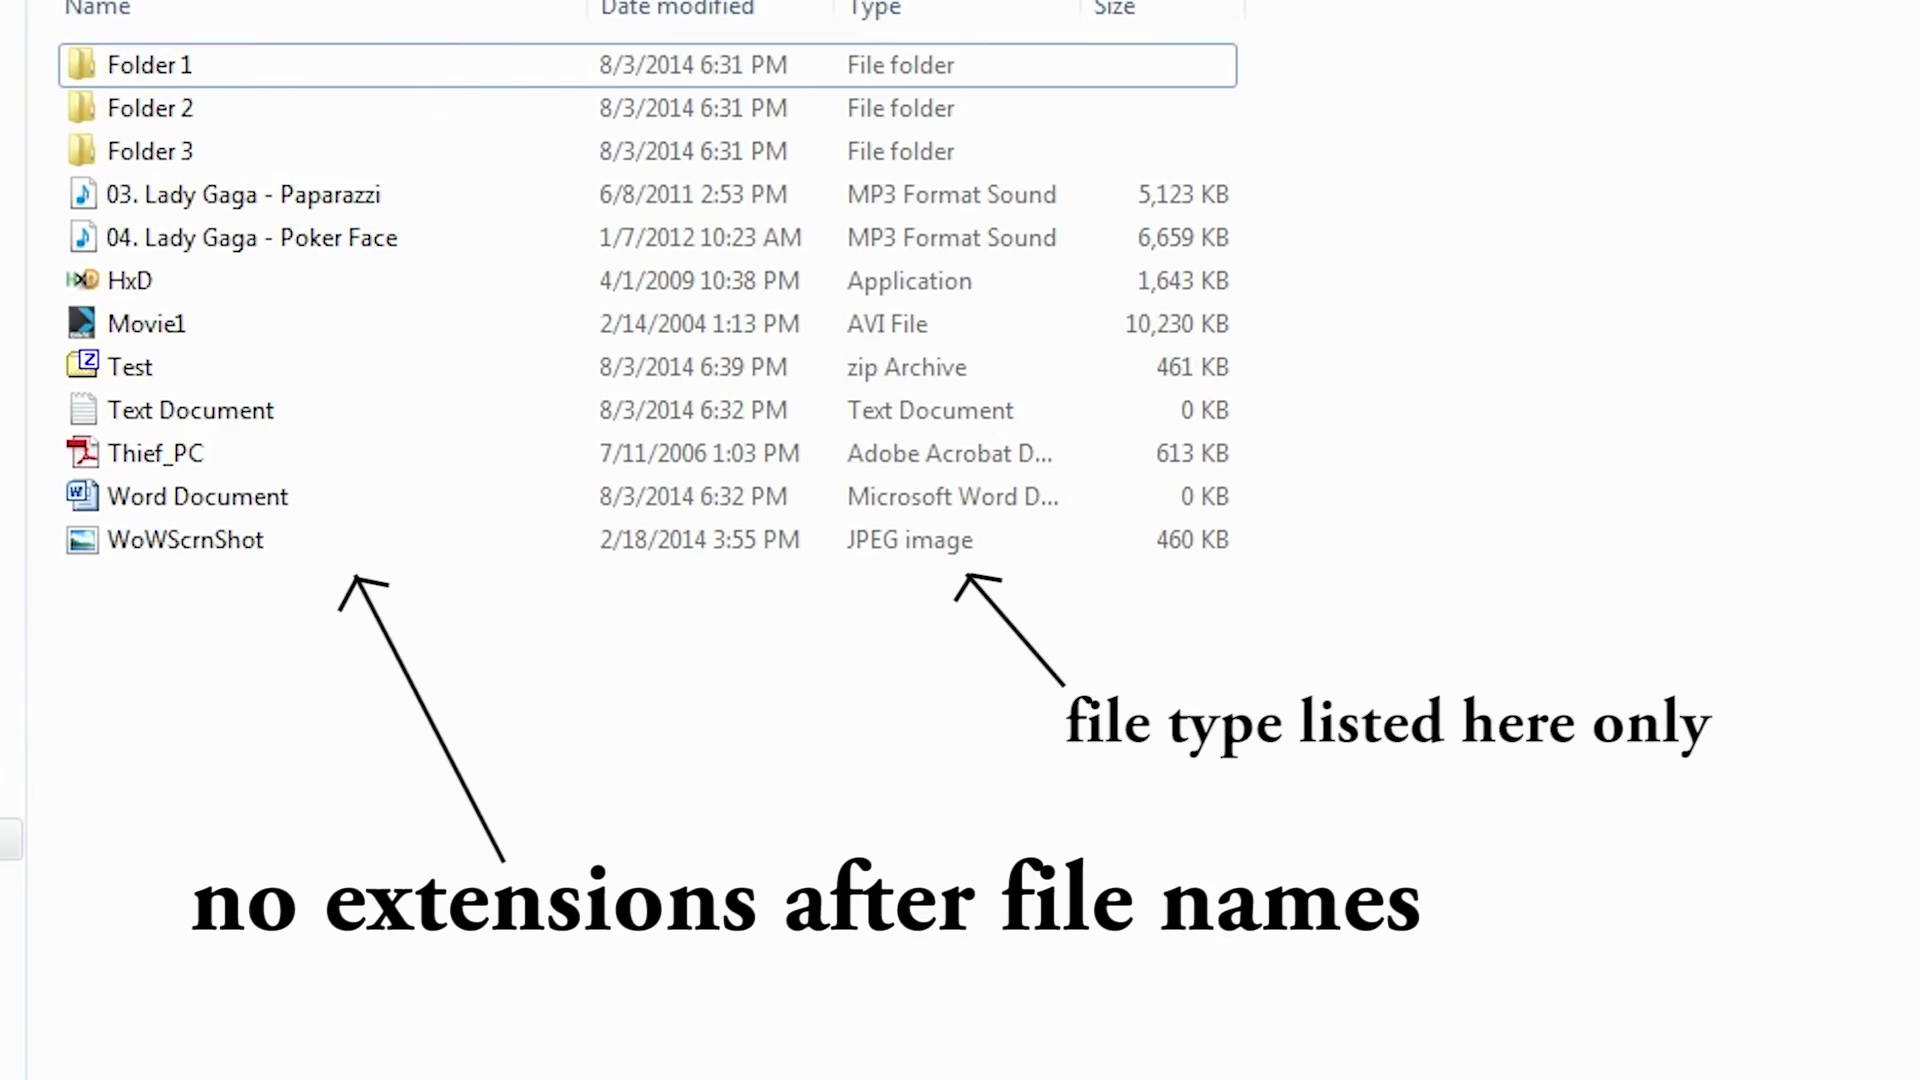 Name Date modified Type Size
Folder 1 8/3/2014 6:31 PM File folder
Folder 2 8/3/2014 6:31 PM File folder
Folder 3 8/3/2014 6:31 PM File folder
03. Lady Gaga - Paparazzi 6/8/2011 2:53 PM MP3 Format Sound 5,123 KB
04. Lady Gaga - Poker Face 1/7/2012 10:23 AM MP3 Format Sound 6,659 KB
HxD 4/1/2009 10:38 PM Application 1,643 KB
Movie1 2/14/2004 1:13 PM AVI File 10,230 KB
Test 8/3/2014 6:39 PM zip Archive 461 KB
Text Document 8/3/2014 6:32 PM Text Document 0 KB
Thief_PC 7/11/2006 1:03 PM Adobe Acrobat D... 613 KB
Word Document 8/3/2014 6:32 PM Microsoft Word D... 0 KB
WoWScrnShot 2/18/2014 3:55 PM JPEG image 460 KB
file type listed here only
no extensions after file names